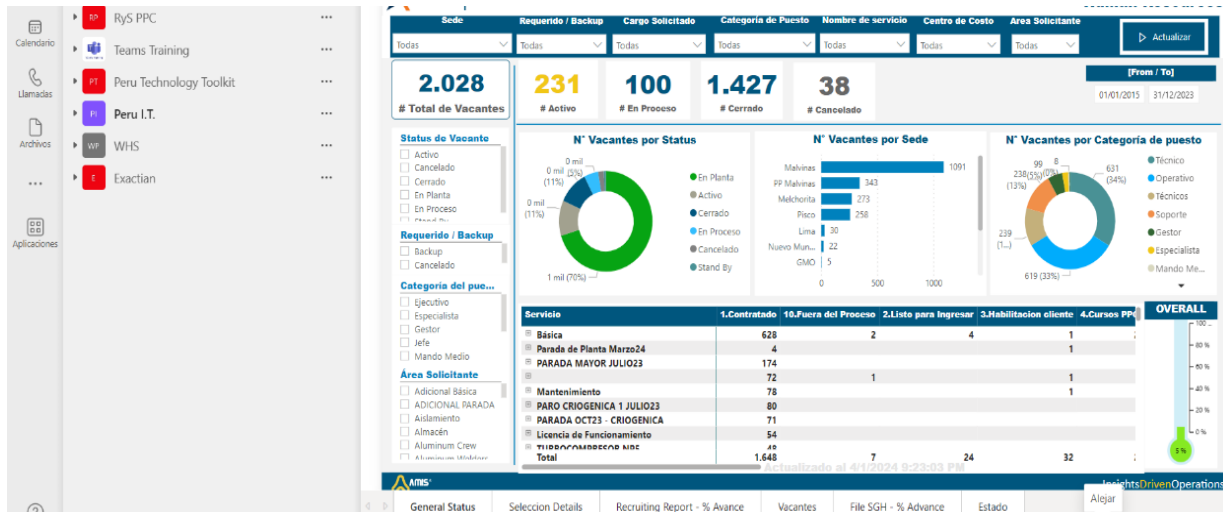 Calendario
Llamadas
Archivos
Aplicaciones
RP RyS PPC
Teams Training
PT Peru Technology Toolkit
PI Peru I.T.
WP WHS
E Exactian
Sede Requerido / Backup Cargo Solicitado Categoría de Puesto Nombre de servicio Centro de Costo Area Solicitante
Todas Todas Todas Todas Todas Todas Todas
Actualizar
2.028
# Total de Vacantes
231
# Activo
100
# En Proceso
1.427
# Cerrado
38
# Cancelado
[From / To]
01/01/2015 31/12/2023
Status de Vacante
Activo
Cancelado
Cerrado
En Planta
En Proceso
Stand By
Requerido / Backup
Backup
Cancelado
Categoría del pue...
Ejecutivo
Especialista
Gestor
Jefe
Mando Medio
Área Solicitante
Adicional Básica
ADICIONAL PARADA
Aislamiento
Almacén
Aluminum Crew
Aluminum Welders
N° Vacantes por Status
0 mil
0 mil (5%)
(11%)
0 mil
(11%)
1 mil (70%)
En Planta
Activo
Cerrado
En Proceso
Cancelado
Stand By
N° Vacantes por Sede
Malvinas 1091
PP Malvinas 343
Melchorita 273
Pisco 258
Lima 30
Nuevo Mun... 22
GMO 5
0 500 1000
N° Vacantes por Categoría de puesto
99 8
238(5%)(0%)
(13%)
631
(34%)
239
(1...)
619 (33%)
Técnico
Operativo
Técnicos
Soporte
Gestor
Especialista
Mando Me...
Servicio 1.Contratado 10.Fuera del Proceso 2.Listo para Ingresar 3.Habilitacion cliente 4.Cursos PPC
Básica 628 2 4 1
Parada de Planta Marzo24 4 1
PARADA MAYOR JULIO23 174
72 1 1
Mantenimiento 78 1
PARO CRIOGENICA 1 JULIO23 80
PARADA OCT23 - CRIOGENICA 71
Licencia de Funcionamiento 54
TURBOCOMPRESOR NP5 48
Total 1.648 7 24 32
Actualizado al 4/1/2024 9:23:03 PM
OVERALL
100 ...
80 %
60 %
40 %
20 %
0 %
5 %
AMIS
InsightsDrivenOperations
Alejar
General Status Seleccion Details Recruiting Report - % Avance Vacantes File SGH - % Advance Estado